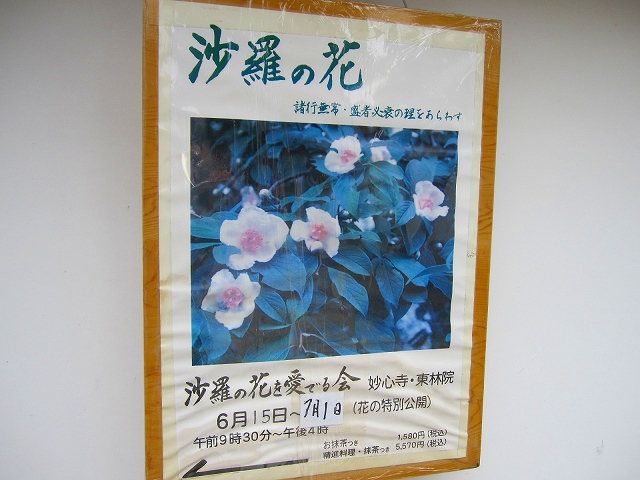 沙羅の花
諸行無常・盛者必衰の理をあらわす
沙羅の花を愛でる会 妙心寺・東林院
6月15日~7月1日 (花の特別公開)
午前9時30分~午後4時
お抹茶つき 1,580円(税込)
精進料理・抹茶つき 5,570円(税込)